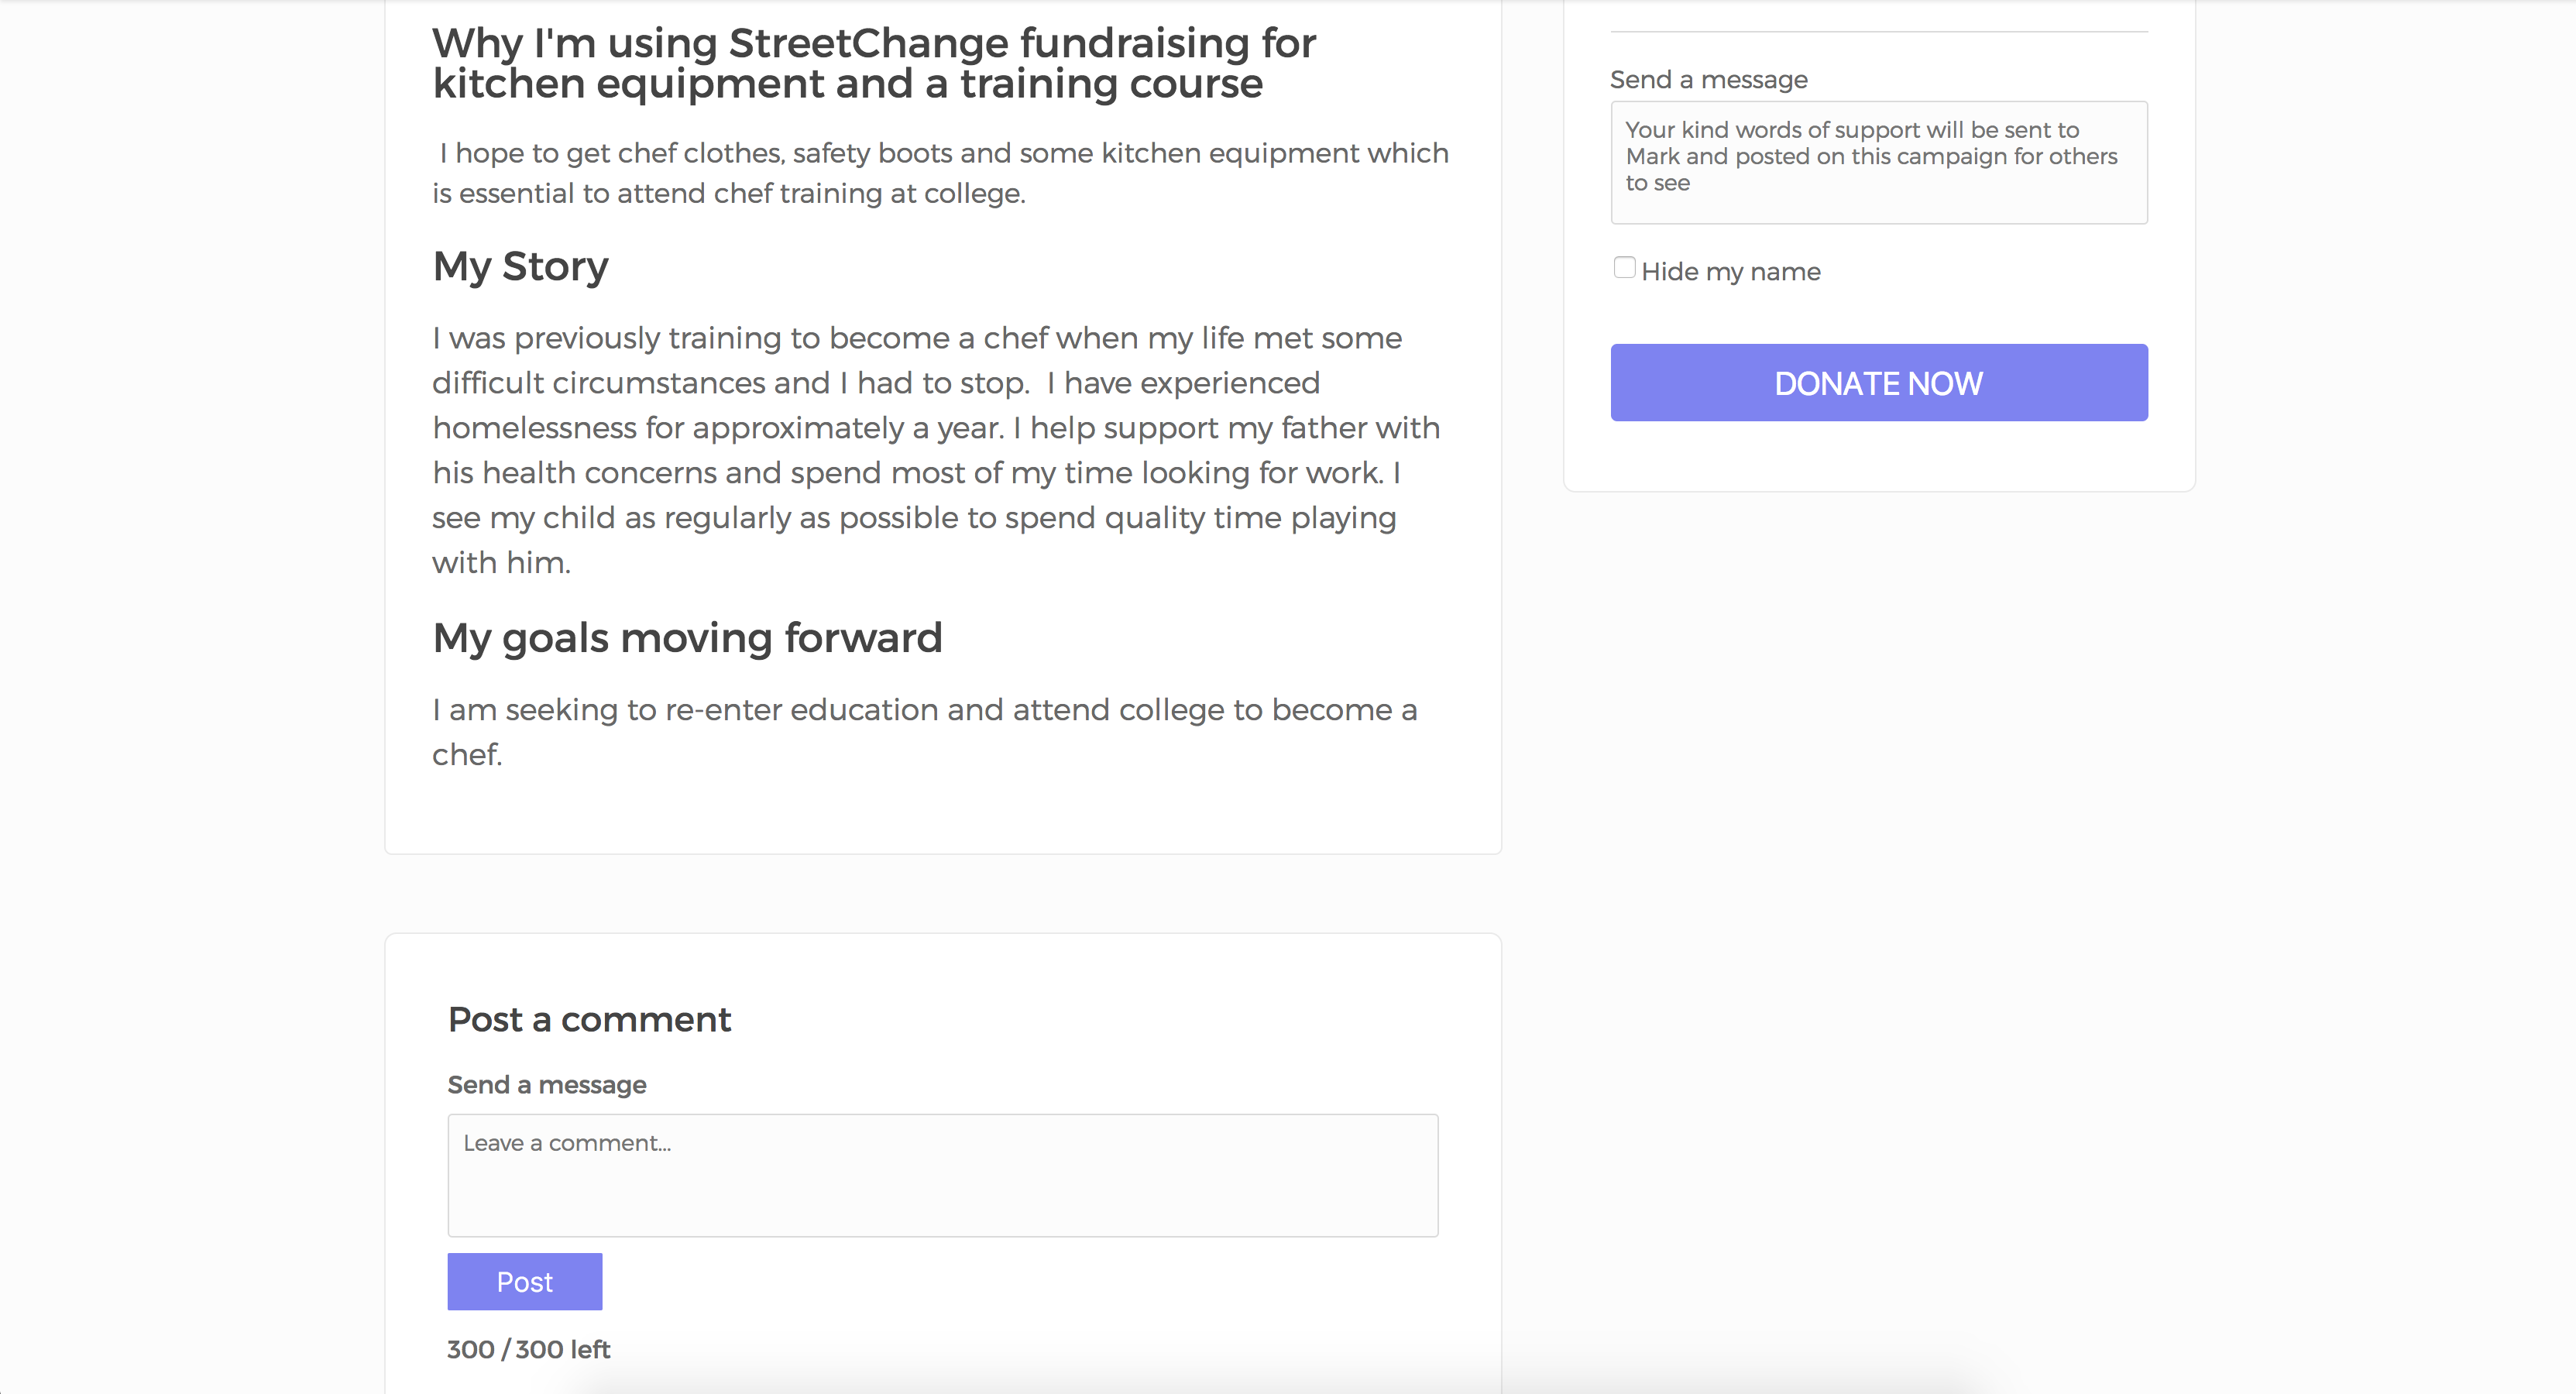 Why I'm using StreetChange fundraising for
kitchen equipment and a training course
I hope to get chef clothes, safety boots and some kitchen equipment which
is essential to attend chef training at college.
My Story
I was previously training to become a chef when my life met some
difficult circumstances and I had to stop.  I have experienced
homelessness for approximately a year. I help support my father with
his health concerns and spend most of my time looking for work. I
see my child as regularly as possible to spend quality time playing
with him.
My goals moving forward
I am seeking to re-enter education and attend college to become a
chef.
Post a comment
Send a message
Leave a comment...
Post
300 / 300 left
Send a message
Your kind words of support will be sent to
Mark and posted on this campaign for others
to see
Hide my name
DONATE NOW